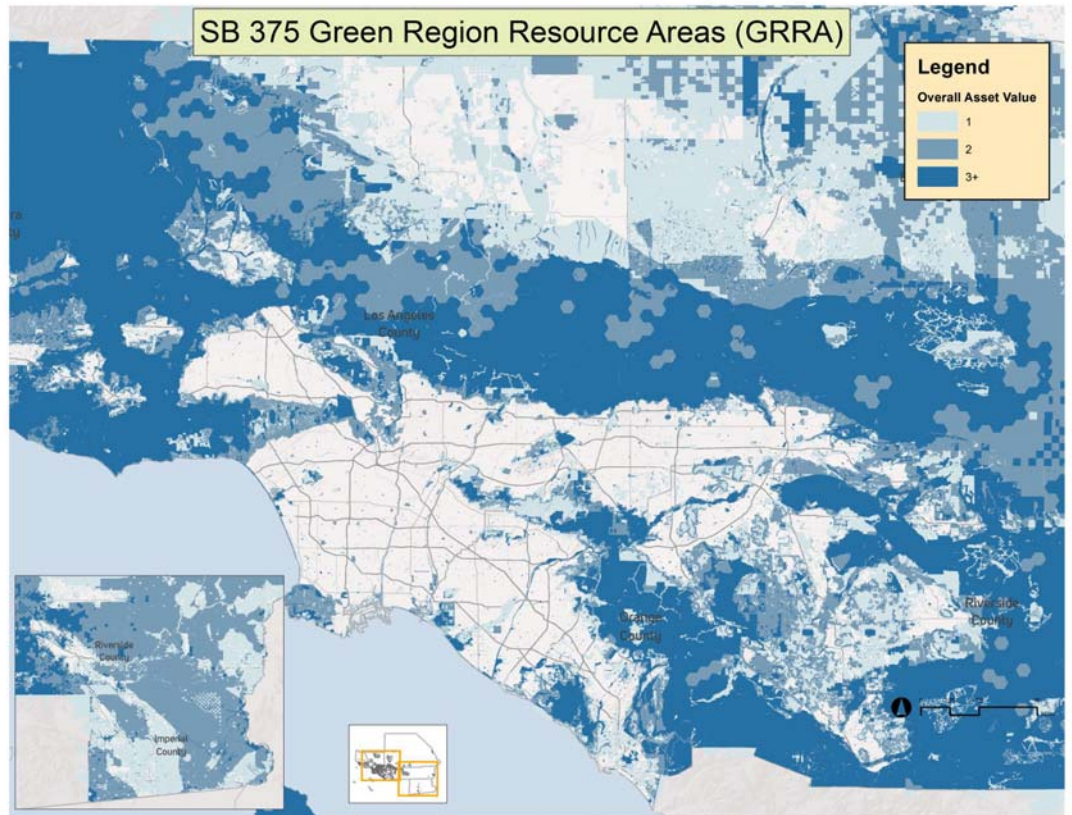 SB 375 Green Region Resource Areas (GRRA)
Legend
Overall Asset Value
1
2
3+
Los Angeles
County
Orange
County
Riverside
County
Riverside
County
Imperial
County